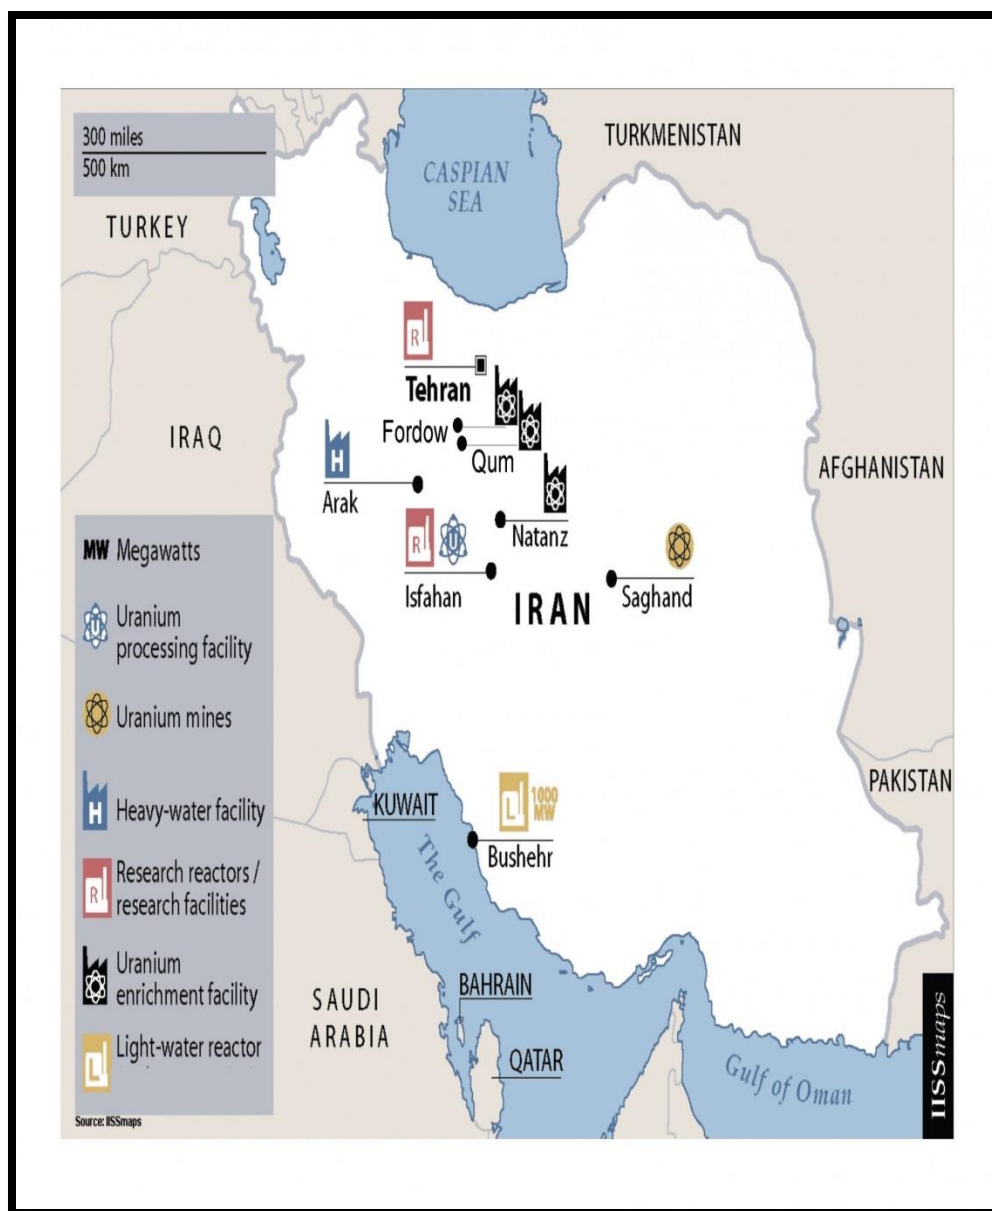 300 miles
500 km
TURKMENISTAN
CASPIAN
SEA
TURKEY
R
Tehran
Fordow
IRAQ
Qum
H
AFGHANISTAN
Arak
Natanz
R
U
Isfahan
IRAN
Saghand
MW Megawatts
U
Uranium
processing facility
Uranium mines
H
Heavy-water facility
R
Research reactors /
research facilities
Uranium
enrichment facility
L
Light-water reactor
PAKISTAN
KUWAIT
L
1000
MW
Bushehr
The Gulf
BAHRAIN
SAUDI
ARABIA
QATAR
Gulf of Oman
IISSmaps
Source: IISSmaps